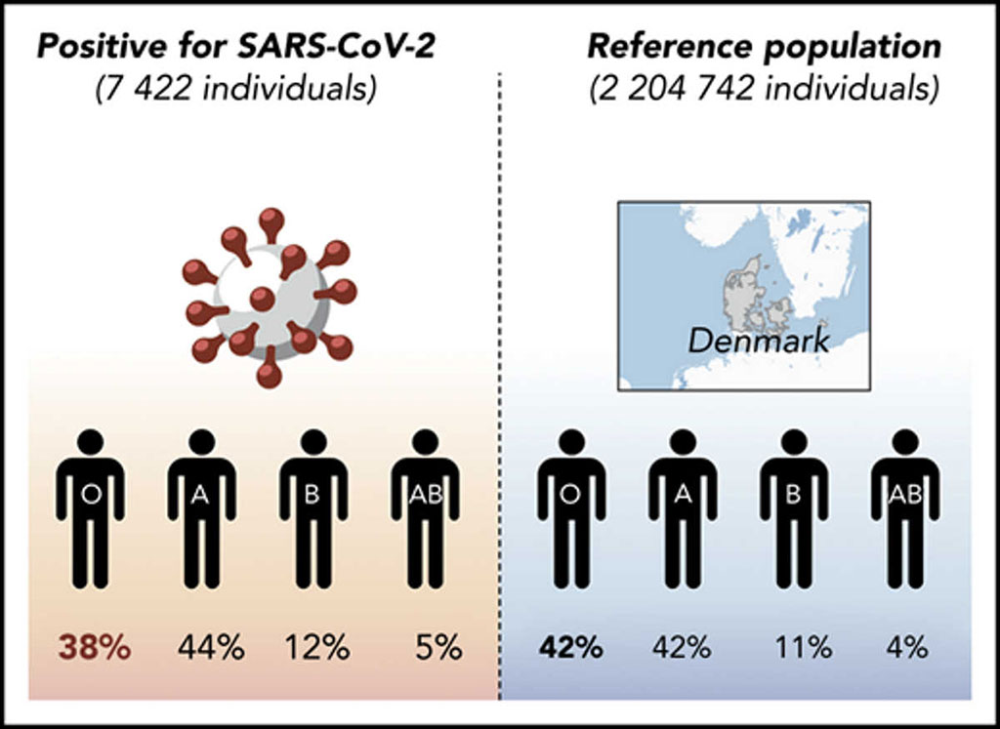 Positive for SARS-CoV-2
(7 422 individuals)
Reference population
(2 204 742 individuals)
Denmark
O A B AB
38% 44% 12% 5%
O A B AB
42% 42% 11% 4%